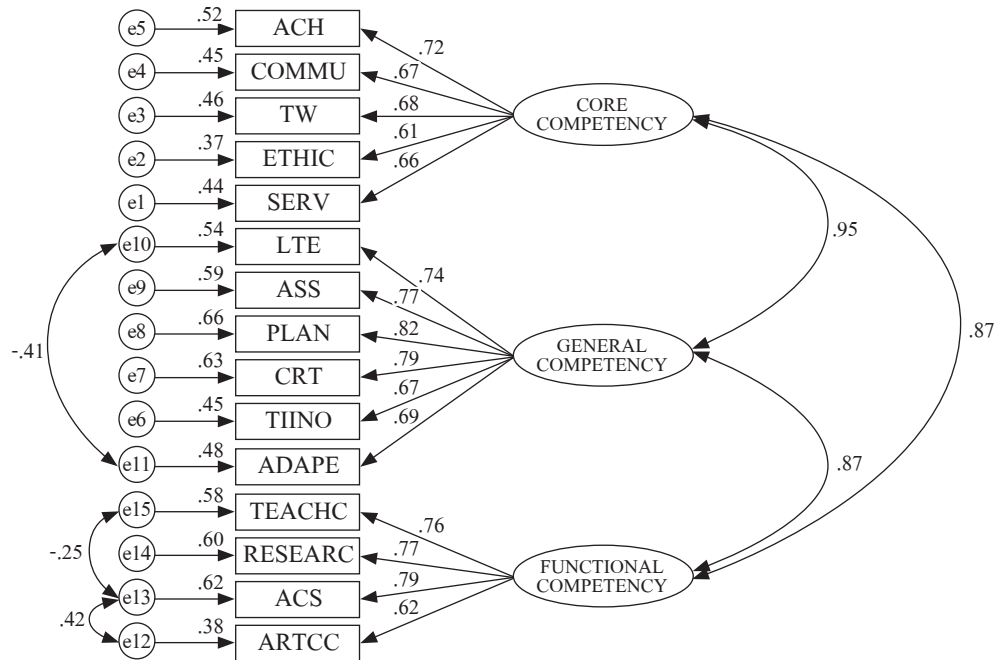 e5 .52 ACH .72
e4 .45 COMMU .67
e3 .46 TW .68
CORE
COMPETENCY
e2 .37 ETHIC .61
e1 .44 SERV .66
e10 .54 LTE .74
.95
e9 .59 ASS .77
e8 .66 PLAN .82
-.41
GENERAL
COMPETENCY
.87
e7 .63 CRT .79
e6 .45 TIINO .67
e11 .48 ADAPE .69
.87
e15 .58 TEACHC .76
-.25
e14 .60 RESEARC .77
FUNCTIONAL
COMPETENCY
e13 .62 ACS .79
.42
e12 .38 ARTCC .62